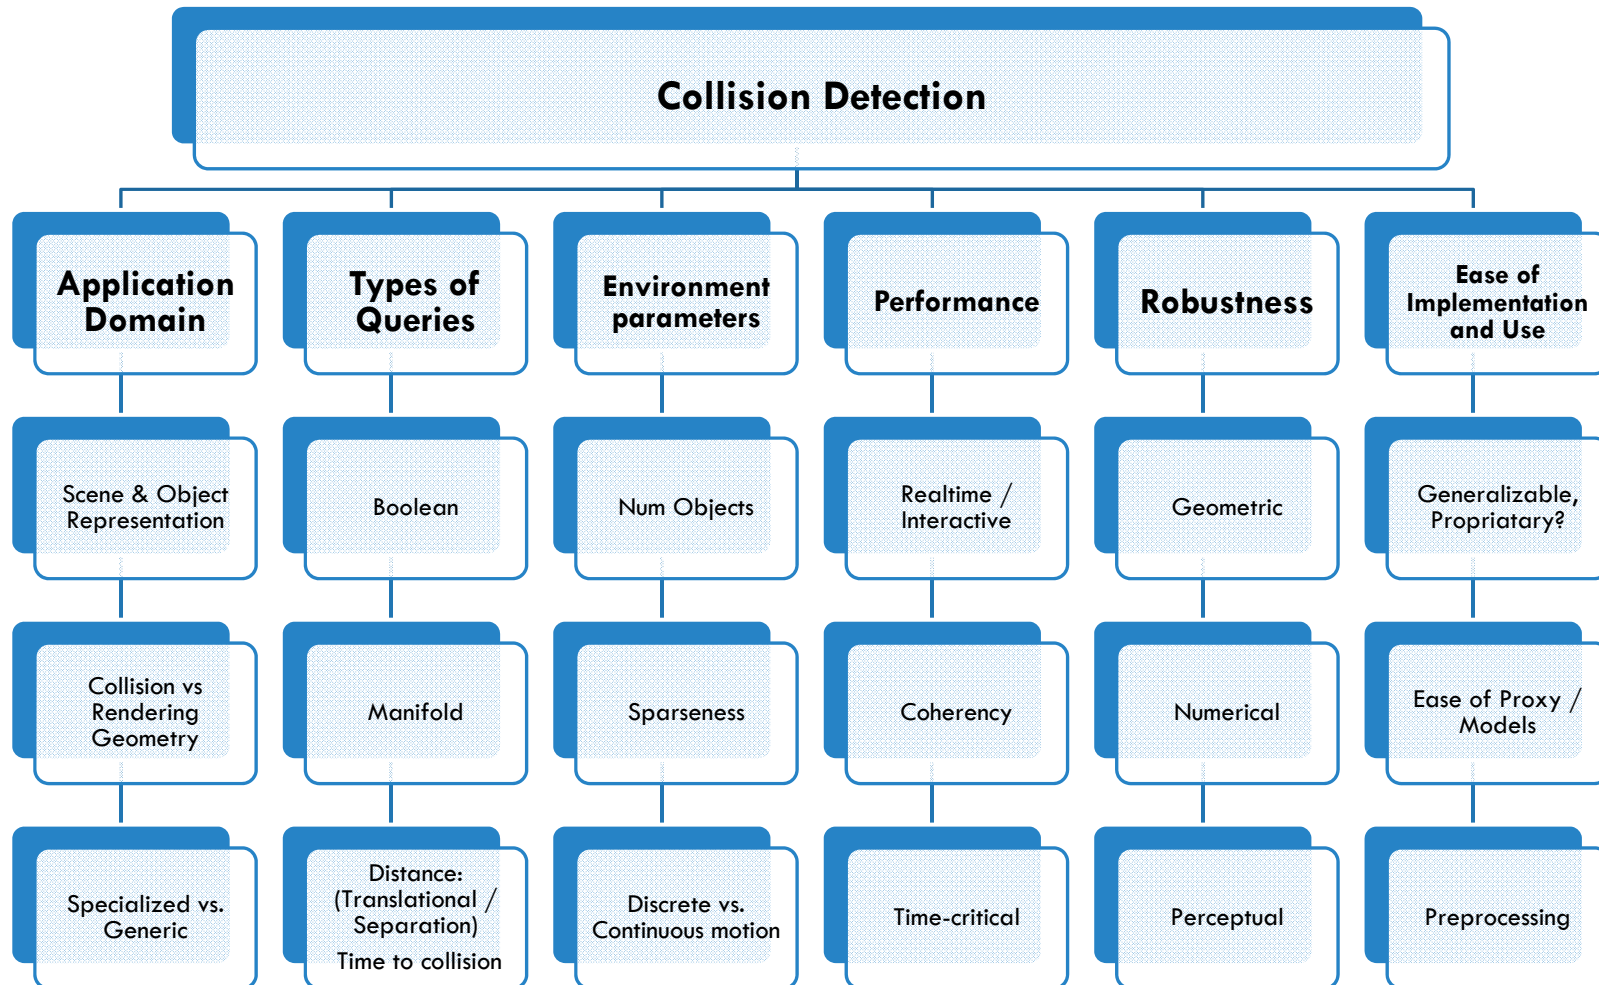 Collision Detection
Application
Domain
Types of
Queries
Environment
parameters
Performance
Robustness
Ease of
Implementation
and Use
Scene & Object
Representation
Boolean
Num Objects
Realtime /
Interactive
Geometric
Generalizable,
Propriatary?
Collision vs
Rendering
Geometry
Manifold
Sparseness
Coherency
Numerical
Ease of Proxy /
Models
Specialized vs.
Generic
Distance:
(Translational /
Separation)
Time to collision
Discrete vs.
Continuous motion
Time-critical
Perceptual
Preprocessing